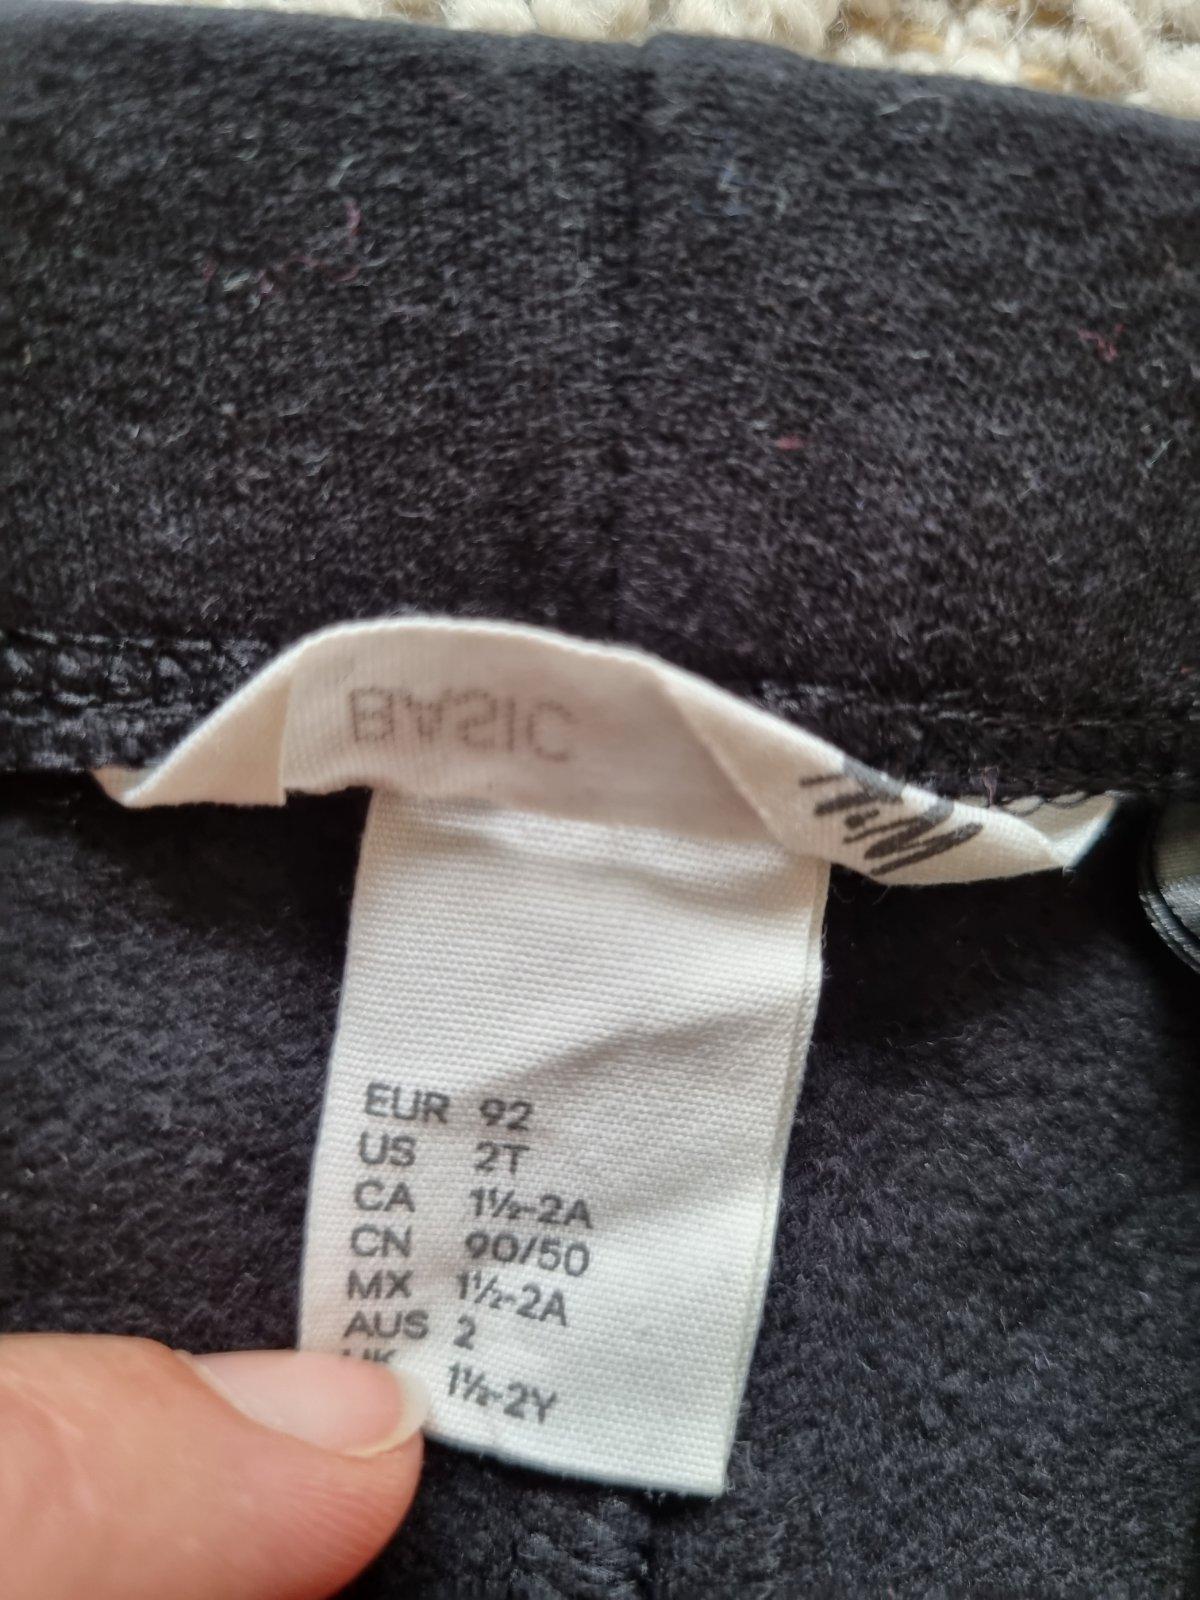 BASIC
H&M
EUR 92
US 2T
CA 1½-2A
CN 90/50
MX 1½-2A
AUS 2
UK 1½-2Y